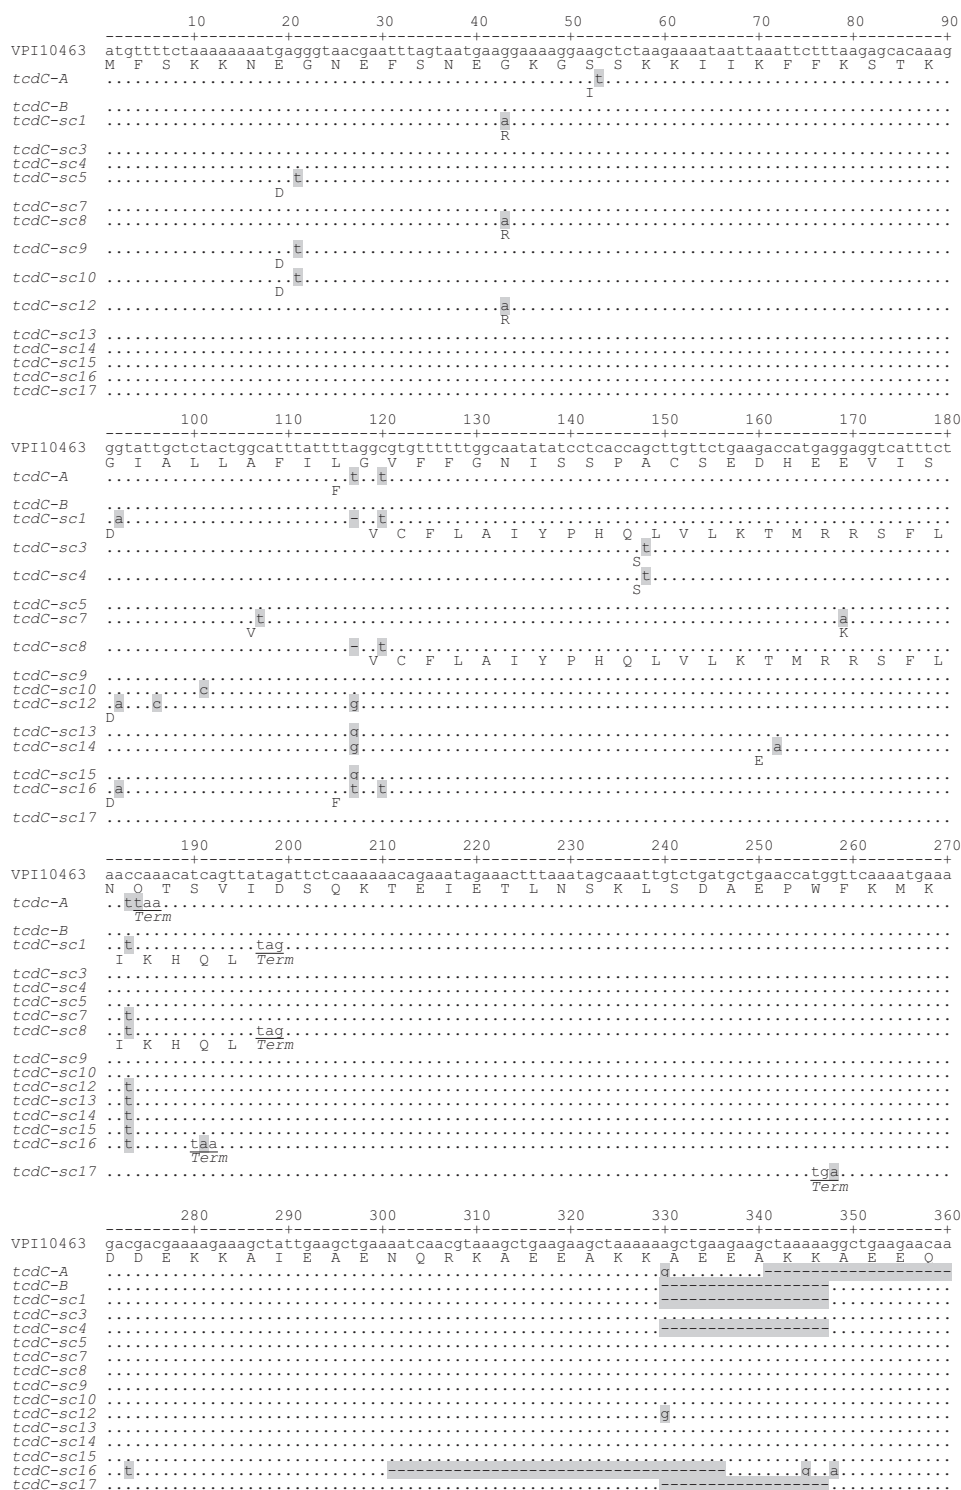 10 20 30 40 50 60 70 80 90
VPI10463 atgttttctaaaaaaaatgagggtaacgaatttagtaatgaaggaaaaggaagctctaagaaaataattaaattctttaagagcacaaag
M F S K K N E G N E F S N E G K G S S K K I I K F F K S T K
tcdC-A ....................................................t.....................................
I
tcdC-B ..........................................................................................
tcdC-sc1 ..........................................a...............................................
R
tcdC-sc3 ..........................................................................................
tcdC-sc4 ..........................................................................................
tcdC-sc5 ....................t.....................................................................
D
tcdC-sc7 ..........................................................................................
tcdC-sc8 ..........................................a...............................................
R
tcdC-sc9 ....................t.....................................................................
D
tcdC-sc10 ....................t.....................................................................
D
tcdC-sc12 ..........................................a...............................................
R
tcdC-sc13 ..........................................................................................
tcdC-sc14 ..........................................................................................
tcdC-sc15 ..........................................................................................
tcdC-sc16 ..........................................................................................
tcdC-sc17 ..........................................................................................
100 110 120 130 140 150 160 170 180
VPI10463 ggtattgctctactggcatttattttaggcgtgtttttttggcaatatatcctcaccagcttgttctgaagaccatgaggaggtcatttct
G I A L L A F I L G V F F G N I S S P A C S E D H E E V I S
tcdC-A ..........................t..t............................................................
F
tcdC-B ..........................................................................................
tcdC-sc1 .a........................-..t............................................................
D V C F L A I Y P H Q L V L K T M R R S F L
tcdC-sc3 .........................................................t................................
S
tcdC-sc4 .........................................................t................................
S
tcdC-sc5 ..........................................................................................
tcdC-sc7 ................t.............................................................a...........
V K
tcdC-sc8 ..........................-..t............................................................
V C F L A I Y P H Q L V L K T M R R S F L
tcdC-sc9 ..........................................................................................
tcdC-sc10 ..........c...............................................................................
tcdC-sc12 .a...c....................g...............................................................
D
tcdC-sc13 ..........................g...............................................................
tcdC-sc14 ..........................g............................................a..................
E
tcdC-sc15 ..........................g...............................................................
tcdC-sc16 .a........................t..t............................................................
D F
tcdC-sc17 ..........................................................................................
190 200 210 220 230 240 250 260 270
VPI10463 aaccaaacatcagttatagattctcaaaaaacagaaatagaaactttaaatagcaaattgtctgatgctgaaccatggttcaaaatgaaa
N Q T S V I D S Q K T E I E T L N S K L S D A E P W F K M K
tcdc-A ..ttaa....................................................................................
Term
tcdc-B ..........................................................................................
tcdC-sc1 ..t.............tag.......................................................................
I K H Q L Term
tcdC-sc3 ..........................................................................................
tcdC-sc4 ..........................................................................................
tcdC-sc5 ..........................................................................................
tcdC-sc7 ..t.......................................................................................
tcdC-sc8 ..t.............tag.......................................................................
I K H Q L Term
tcdC-sc9 ..........................................................................................
tcdC-sc10 ..........................................................................................
tcdC-sc12 ..t.......................................................................................
tcdC-sc13 ..t.......................................................................................
tcdC-sc14 ..t.......................................................................................
tcdC-sc15 ..t.......................................................................................
tcdC-sc16 ..t......taa..............................................................................
Term
tcdC-sc17 ...........................................................................tga............
Term
280 290 300 310 320 330 340 350 360
VPI10463 gacgacgaaaagaaagctattgaagctgaaaatcaacgtaaagctgaagaagctaaaaaagctgaagaagctaaaaaggctgaagaacaa
D D E K K A I E A E N Q R K A E E A K K A E E A K K A E E Q
tcdC-A ...........................................................g..........--------------------
tcdC-B ...........................................................------------------.............
tcdC-sc1 ...........................................................------------------.............
tcdC-sc3 ..........................................................................................
tcdC-sc4 ...........................................................------------------.............
tcdC-sc5 ..........................................................................................
tcdC-sc7 ..........................................................................................
tcdC-sc8 ..........................................................................................
tcdC-sc9 ..........................................................................................
tcdC-sc10 ..........................................................................................
tcdC-sc12 ...........................................................g..............................
tcdC-sc13 ..........................................................................................
tcdC-sc14 ..........................................................................................
tcdC-sc15 ..........................................................................................
tcdC-sc16 ..t...........................------------------------------------........g..a............
tcdC-sc17 ...........................................................------------------.............